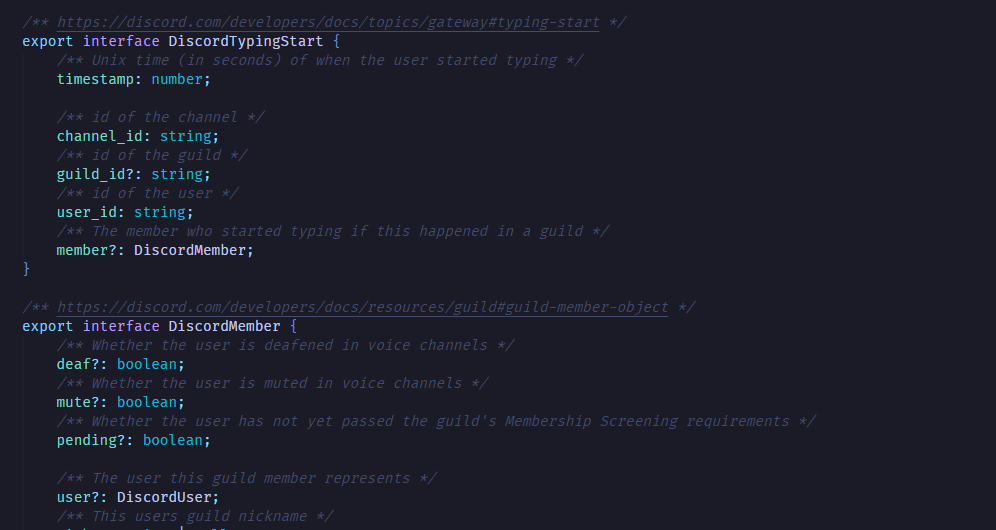 /** https://discord.com/developers/docs/topics/gateway#typing-start */
export interface DiscordTypingStart {
    /** Unix time (in seconds) of when the user started typing */
    timestamp: number;

    /** id of the channel */
    channel_id: string;
    /** id of the guild */
    guild_id?: string;
    /** id of the user */
    user_id: string;
    /** The member who started typing if this happened in a guild */
    member?: DiscordMember;
}

/** https://discord.com/developers/docs/resources/guild#guild-member-object */
export interface DiscordMember {
    /** Whether the user is deafened in voice channels */
    deaf?: boolean;
    /** Whether the user is muted in voice channels */
    mute?: boolean;
    /** Whether the user has not yet passed the guild's Membership Screening requirements */
    pending?: boolean;

    /** The user this guild member represents */
    user?: DiscordUser;
    /** This users guild nickname */